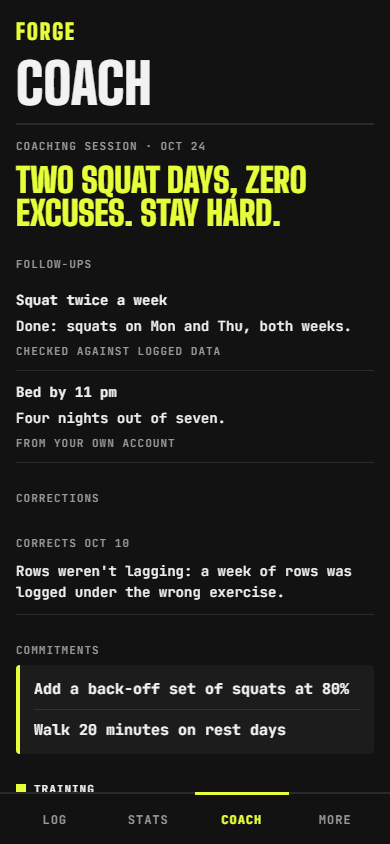 FORGE
COACH
COACHING SESSION · OCT 24
TWO SQUAT DAYS, ZERO
EXCUSES. STAY HARD.
FOLLOW-UPS
Squat twice a week
Done: squats on Mon and Thu, both weeks.
CHECKED AGAINST LOGGED DATA
Bed by 11 pm
Four nights out of seven.
FROM YOUR OWN ACCOUNT
CORRECTIONS
CORRECTS OCT 10
Rows weren't lagging: a week of rows was
logged under the wrong exercise.
COMMITMENTS
Add a back-off set of squats at 80%
Walk 20 minutes on rest days
TRAINING
LOG STATS COACH MORE